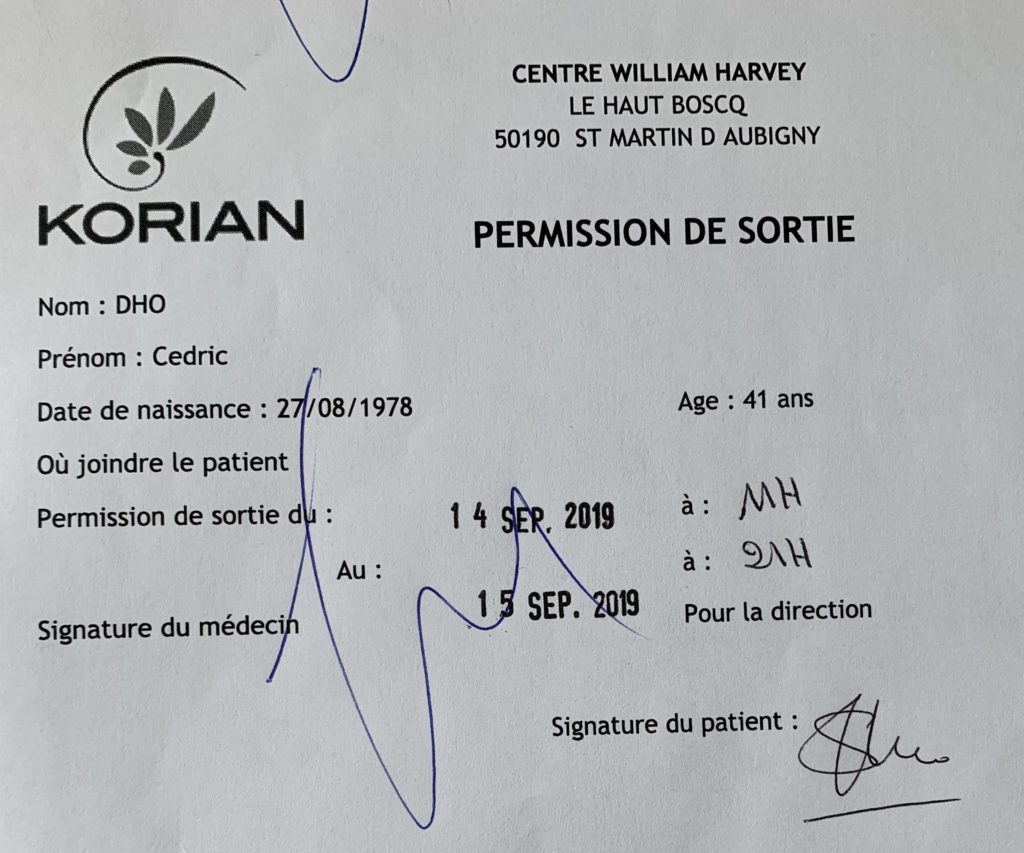 CENTRE WILLIAM HARVEY
LE HAUT BOSCQ
50190 ST MARTIN D AUBIGNY
KORIAN
PERMISSION DE SORTIE
Nom : DHO
Prénom : Cedric
Date de naissance : 27/08/1978 Age : 41 ans
Où joindre le patient
Permission de sortie du : 14 SEP. 2019 à : 11H
Au : 15 SEP. 2019 à : 21H
Signature du médecin Pour la direction
Signature du patient :